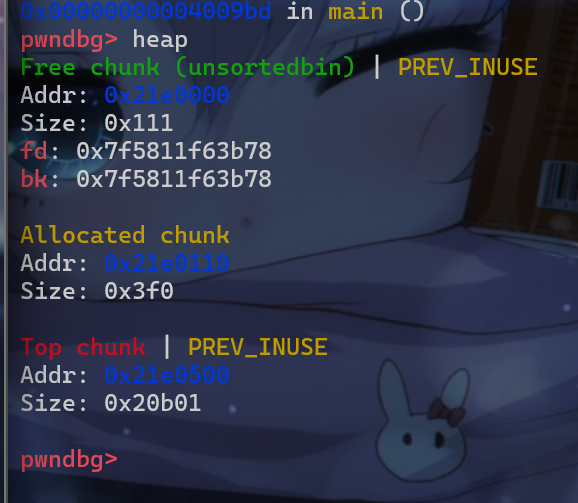 0x00000000004009bd in main ()
pwndbg> heap
Free chunk (unsortedbin) | PREV_INUSE
Addr: 0x21e0000
Size: 0x111
fd: 0x7f5811f63b78
bk: 0x7f5811f63b78
Allocated chunk
Addr: 0x21e0110
Size: 0x3f0
Top chunk | PREV_INUSE
Addr: 0x21e0500
Size: 0x20b01
pwndbg>